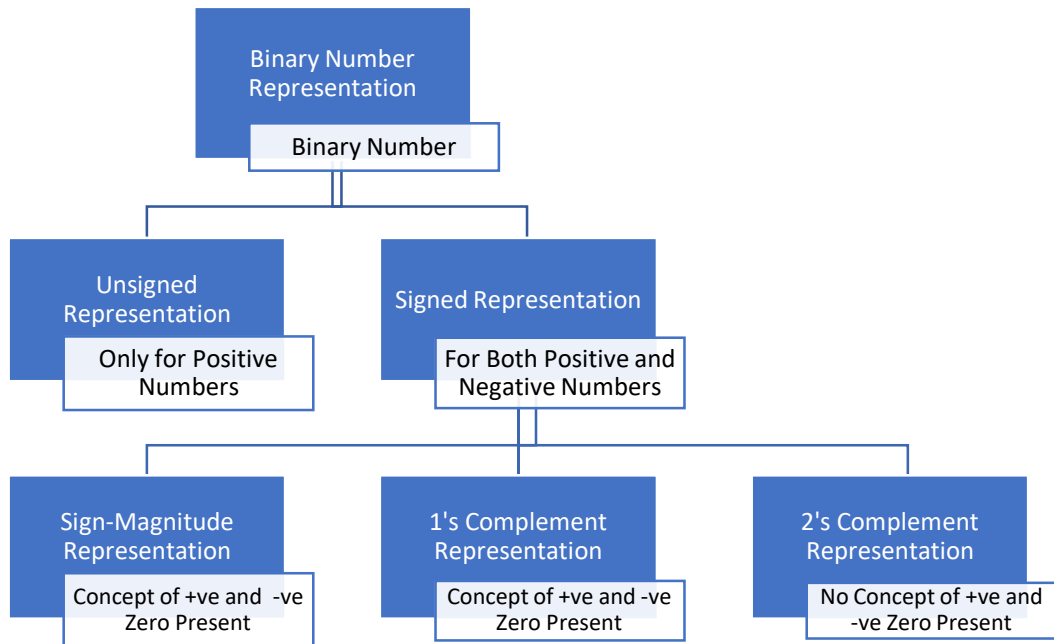 Binary Number
Representation
Binary Number
Unsigned
Representation
Only for Positive
Numbers
Signed Representation
For Both Positive and
Negative Numbers
Sign-Magnitude
Representation
Concept of +ve and -ve
Zero Present
1's Complement
Representation
Concept of +ve and -ve
Zero Present
2's Complement
Representation
No Concept of +ve and
-ve Zero Present